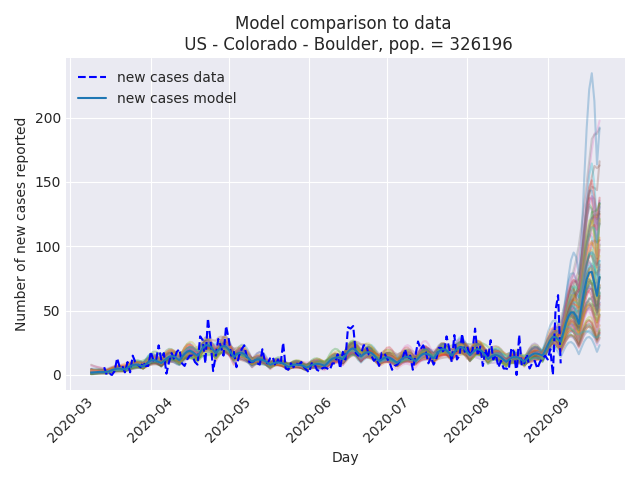 Model comparison to data
US - Colorado - Boulder, pop. = 326196
new cases data
new cases model
Number of new cases reported
200
150
100
50
0
2020-03
2020-04
2020-05
2020-06
2020-07
2020-08
2020-09
Day